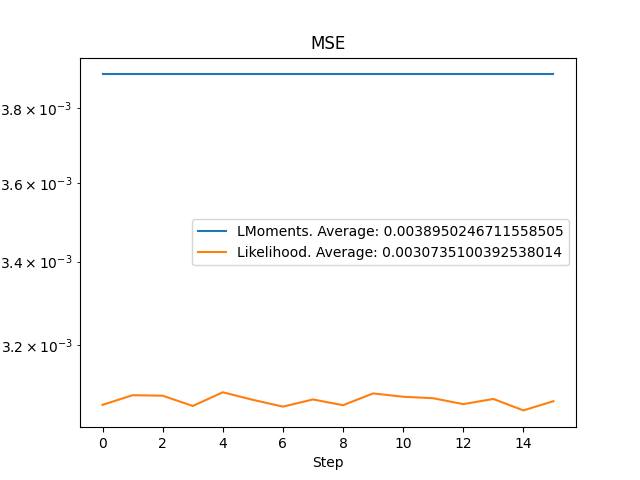 MSE
3.8 × 10⁻³
3.6 × 10⁻³
3.4 × 10⁻³
3.2 × 10⁻³
LMoments. Average: 0.0038950246711558505
Likelihood. Average: 0.0030735100392538014
0 2 4 6 8 10 12 14
Step